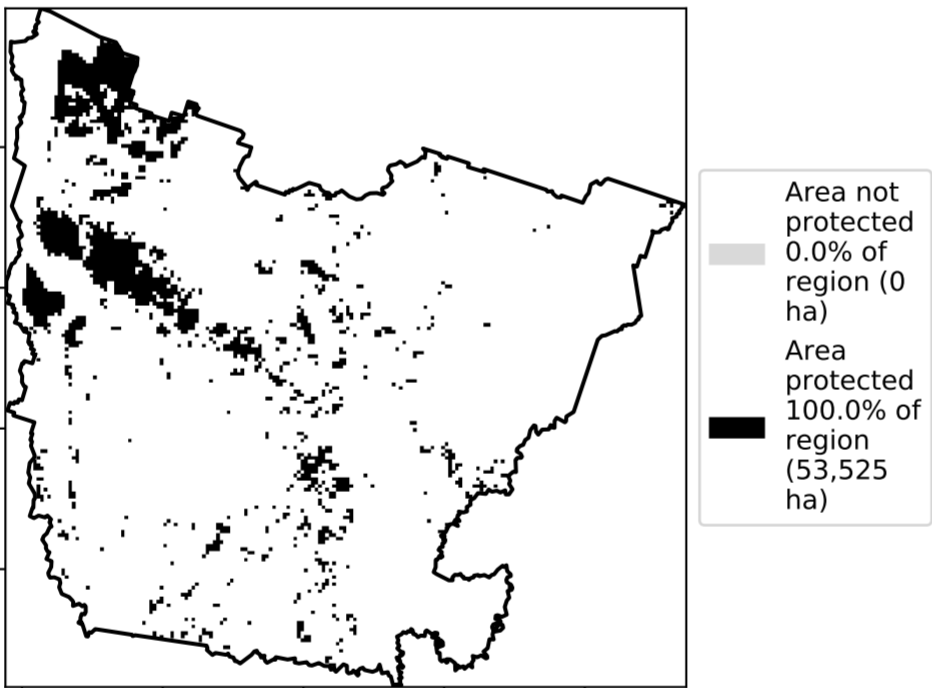 Area not
protected
0.0% of
region (0
ha)
Area
protected
100.0% of
region
(53,525
ha)